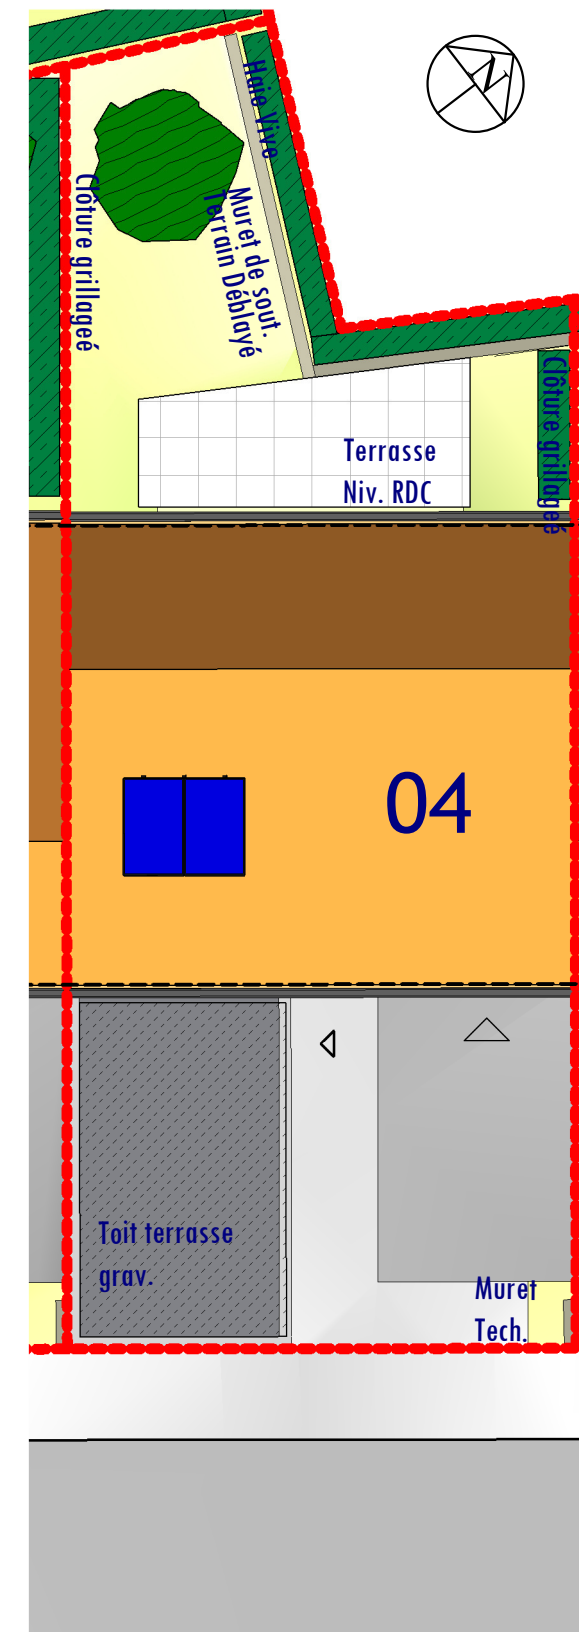 N
Haie Vive
Clôture grillageé
Muret de sout.
Terrain Déblayé
Clôture grillageé
Terrasse
Niv. RDC
04
Toit terrasse
grav.
Muret
Tech.